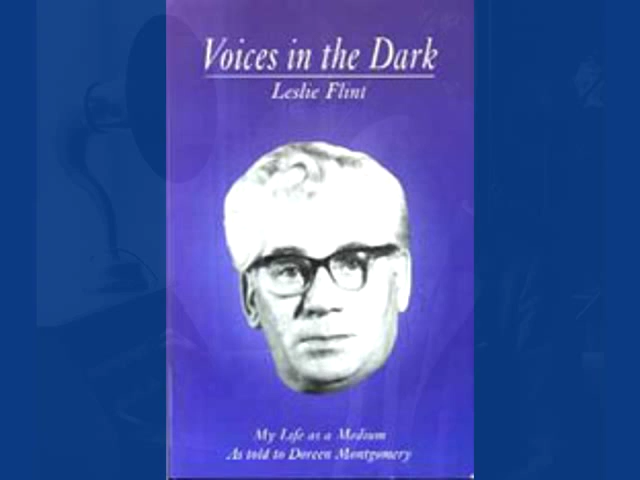 Voices in the Dark
Leslie Flint
My Life as a Medium
As told to Doreen Montgomery